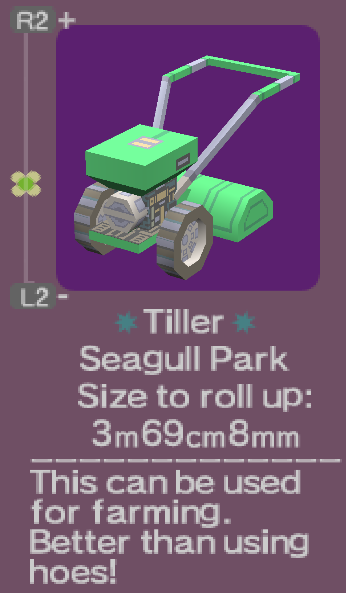 R2 +
L2 -
Tiller
Seagull Park
Size to roll up:
3m69cm8mm
This can be used
for farming.
Better than using
hoes!